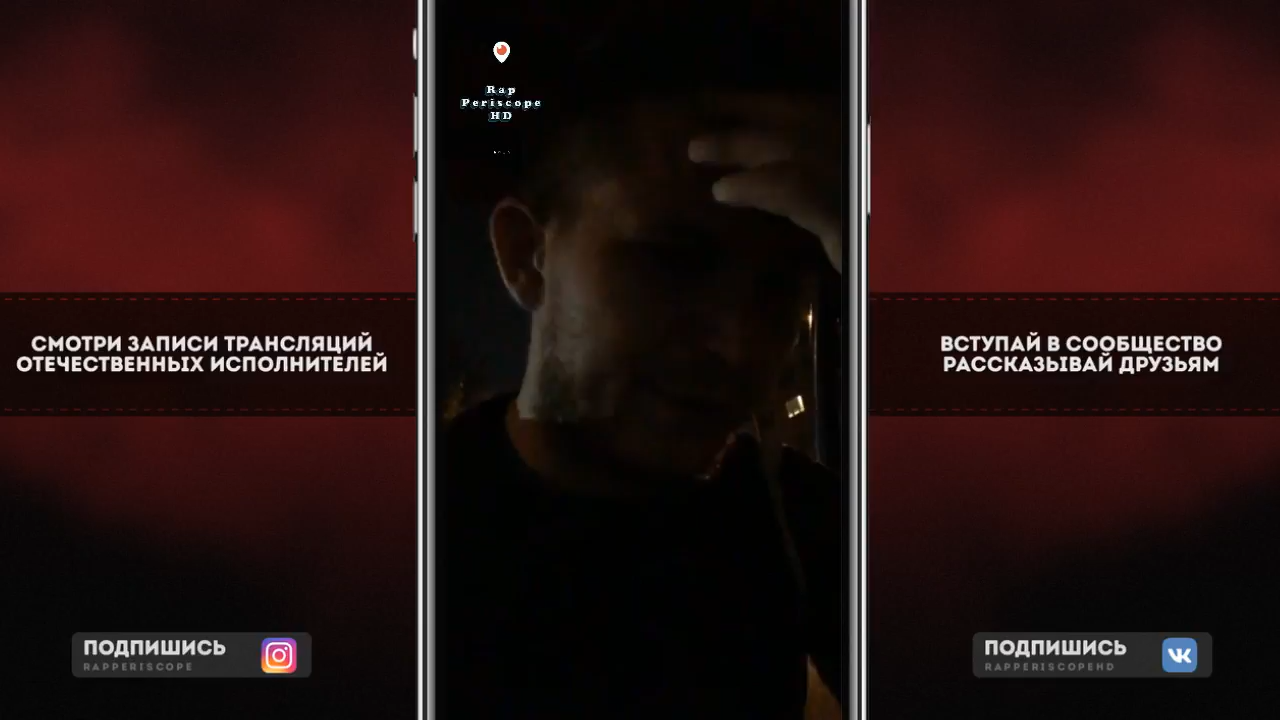 Rap
Periscope
HD
СМОТРИ ЗАПИСИ ТРАНСЛЯЦИЙ
ОТЕЧЕСТВЕННЫХ ИСПОЛНИТЕЛЕЙ
ВСТУПАЙ В СООБЩЕСТВО
РАССКАЗЫВАЙ ДРУЗЬЯМ
ПОДПИШИСЬ
RAPPERISCOPE
ПОДПИШИСЬ
RAPPERISCOPEHD